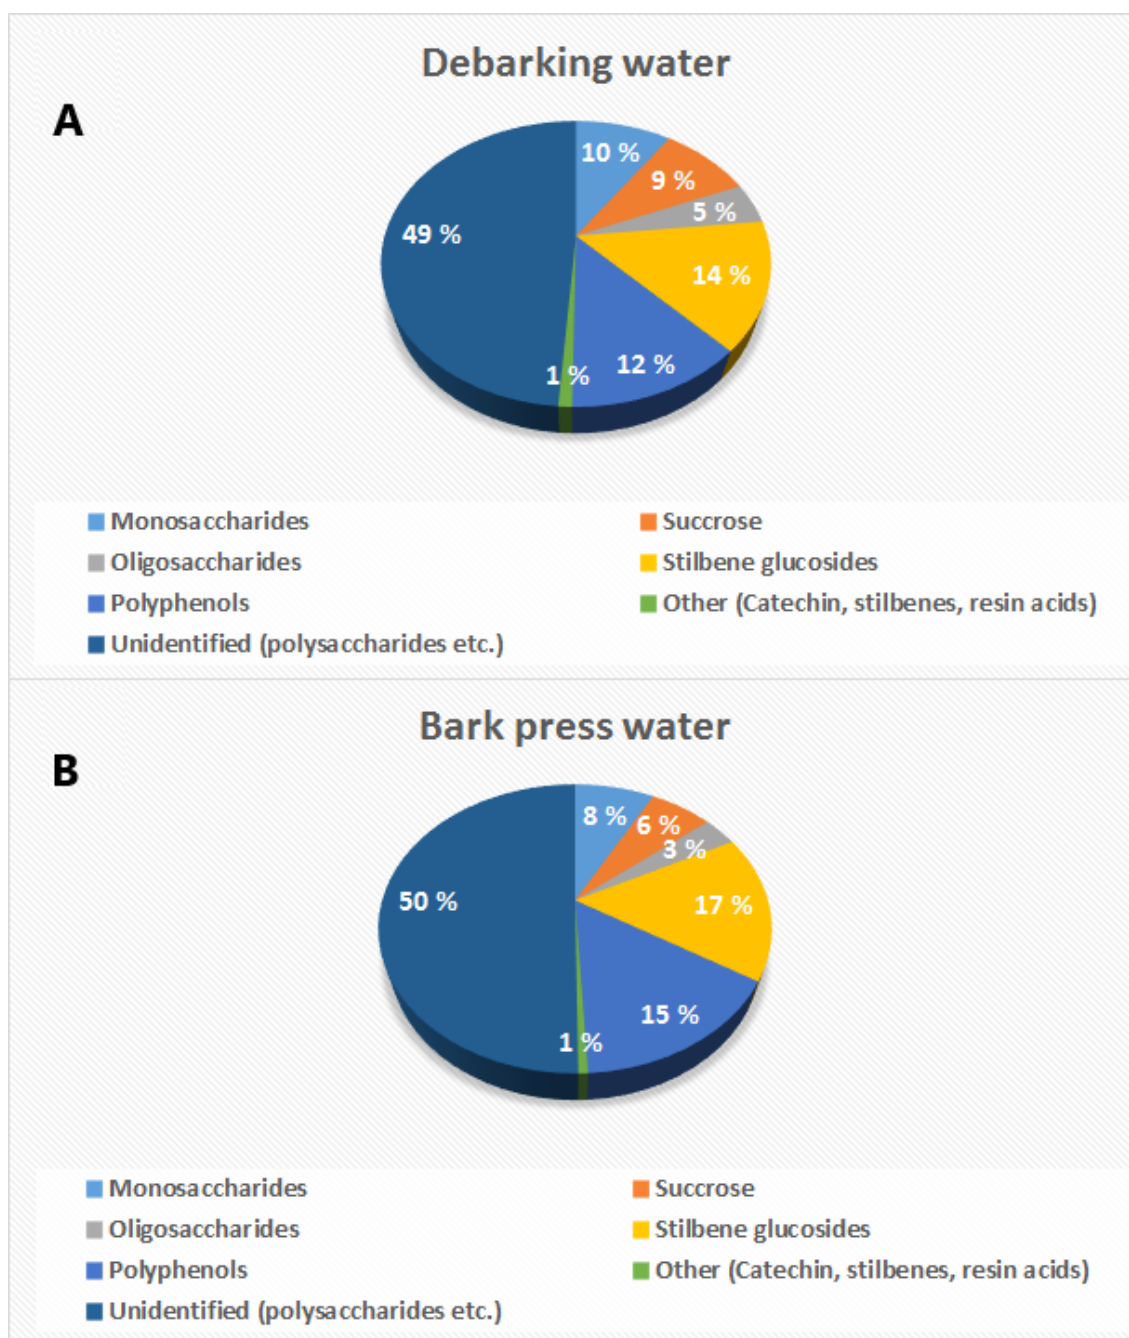 Debarking water
A
10 %
9 %
5 %
49 %
14 %
12 %
1 %
Monosaccharides
Succrose
Oligosaccharides
Stilbene glucosides
Polyphenols
Other (Catechin, stilbenes, resin acids)
Unidentified (polysaccharides etc.)
Bark press water
B
8 %
6 %
3 %
50 %
17 %
15 %
1 %
Monosaccharides
Succrose
Oligosaccharides
Stilbene glucosides
Polyphenols
Other (Catechin, stilbenes, resin acids)
Unidentified (polysaccharides etc.)